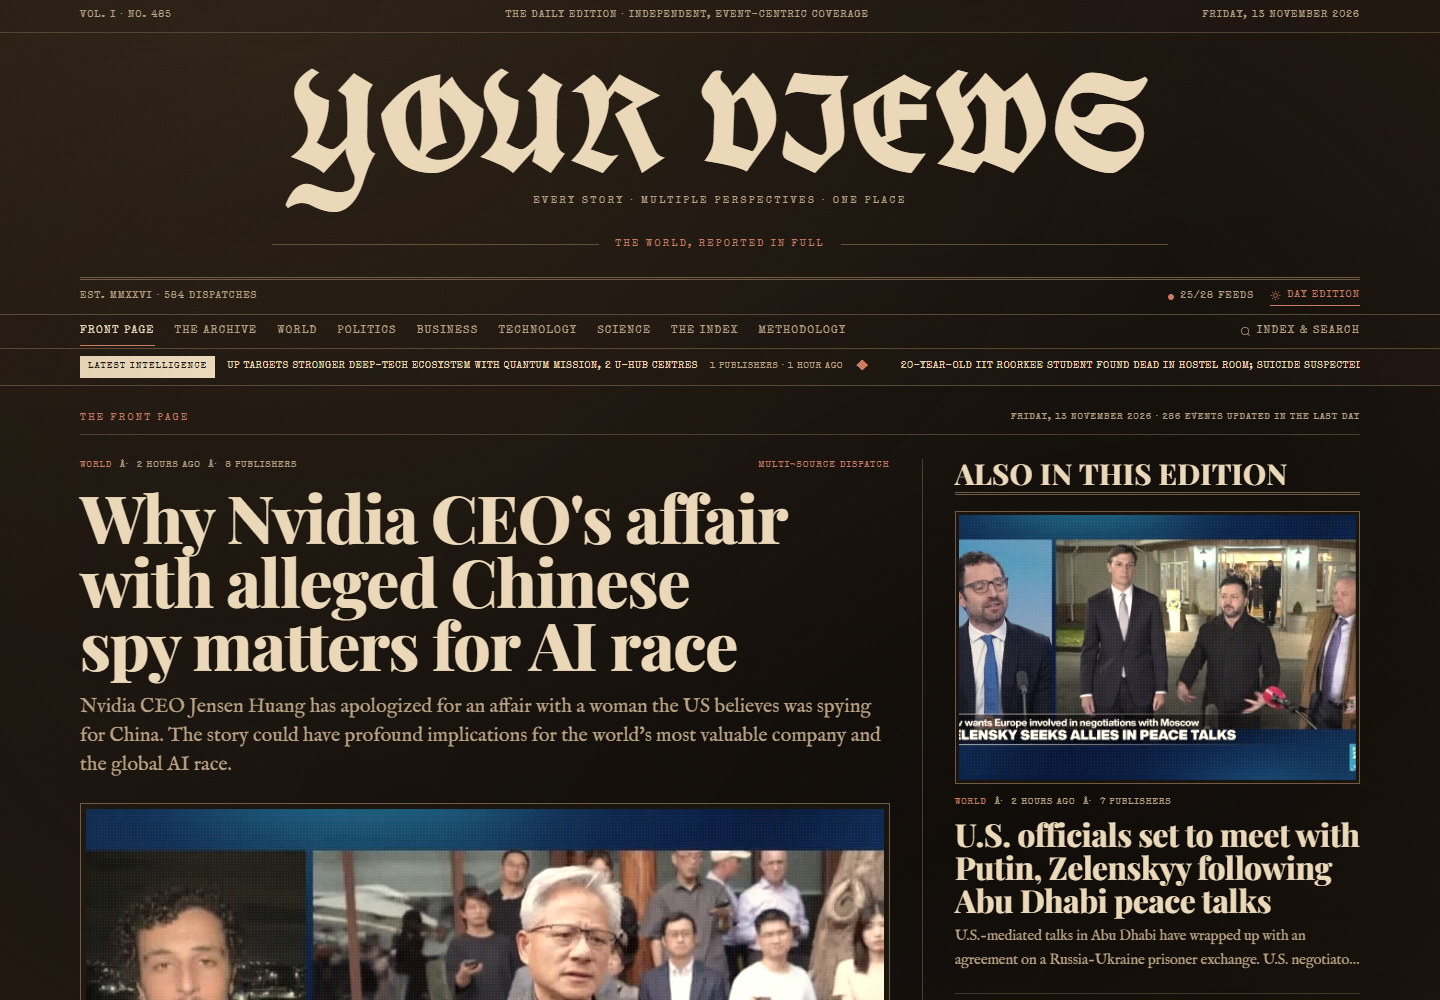 VOL. I · NO. 485
THE DAILY EDITION · INDEPENDENT, EVENT-CENTRIC COVERAGE
FRIDAY, 13 NOVEMBER 2026
YOUR VIEWS
EVERY STORY · MULTIPLE PERSPECTIVES · ONE PLACE
THE WORLD, REPORTED IN FULL
EST. MMXXVI · 584 DISPATCHES
25/28 FEEDS
DAY EDITION
FRONT PAGE THE ARCHIVE WORLD POLITICS BUSINESS TECHNOLOGY SCIENCE THE INDEX METHODOLOGY
INDEX & SEARCH
LATEST INTELLIGENCE
UP TARGETS STRONGER DEEP-TECH ECOSYSTEM WITH QUANTUM MISSION, 2 U-HUB CENTRES 1 PUBLISHERS · 1 HOUR AGO
20-YEAR-OLD IIT ROORKEE STUDENT FOUND DEAD IN HOSTEL ROOM; SUICIDE SUSPECTED
THE FRONT PAGE
FRIDAY, 13 NOVEMBER 2026 · 286 EVENTS UPDATED IN THE LAST DAY
WORLD Â· 2 HOURS AGO Â· 8 PUBLISHERS
MULTI-SOURCE DISPATCH
Why Nvidia CEO's affair
with alleged Chinese
spy matters for AI race
Nvidia CEO Jensen Huang has apologized for an affair with a woman the US believes was spying
for China. The story could have profound implications for the world's most valuable company and
the global AI race.
ALSO IN THIS EDITION
y wants Europe involved in negotiations with Moscow
ELENSKY SEEKS ALLIES IN PEACE TALKS
WORLD Â· 2 HOURS AGO Â· 7 PUBLISHERS
U.S. officials set to meet with
Putin, Zelenskyy following
Abu Dhabi peace talks
U.S.-mediated talks in Abu Dhabi have wrapped up with an
agreement on a Russia-Ukraine prisoner exchange. U.S. negotiato...